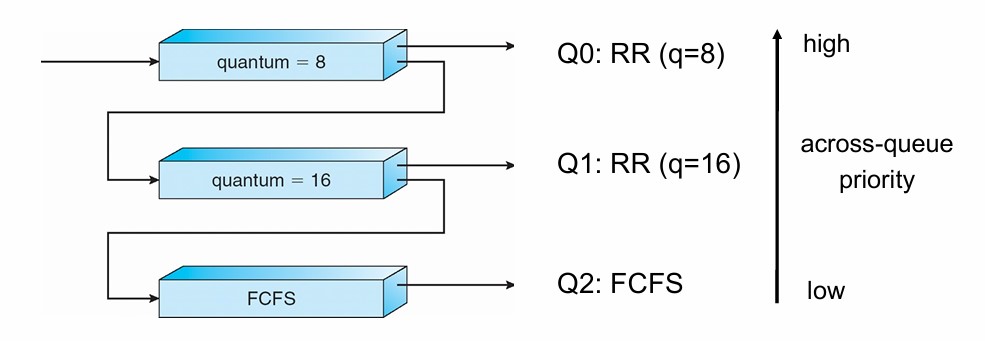 quantum = 8
Q0: RR (q=8)
high
quantum = 16
Q1: RR (q=16)
across-queue
priority
FCFS
Q2: FCFS
low